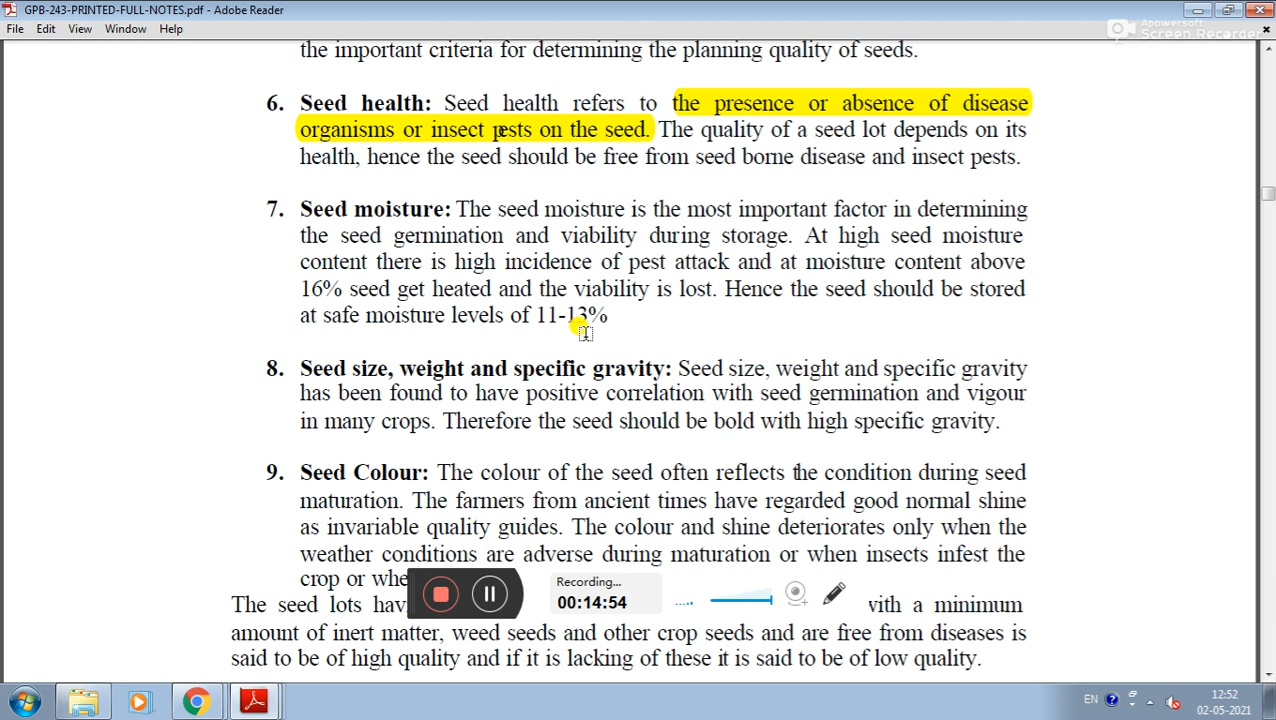 GPB-243-PRINTED-FULL-NOTES.pdf - Adobe Reader
File Edit View Window Help
Apowersoft
Screen Recorder
the important criteria for determining the planning quality of seeds.
6. Seed health: Seed health refers to the presence or absence of disease
organisms or insect pests on the seed. The quality of a seed lot depends on its
health, hence the seed should be free from seed borne disease and insect pests.
7. Seed moisture: The seed moisture is the most important factor in determining
the seed germination and viability during storage. At high seed moisture
content there is high incidence of pest attack and at moisture content above
16% seed get heated and the viability is lost. Hence the seed should be stored
at safe moisture levels of 11-13%
8. Seed size, weight and specific gravity: Seed size, weight and specific gravity
has been found to have positive correlation with seed germination and vigour
in many crops. Therefore the seed should be bold with high specific gravity.
9. Seed Colour: The colour of the seed often reflects the condition during seed
maturation. The farmers from ancient times have regarded good normal shine
as invariable quality guides. The colour and shine deteriorates only when the
weather conditions are adverse during maturation or when insects infest the
crop or whe
The seed lots hav with a minimum
amount of inert matter, weed seeds and other crop seeds and are free from diseases is
said to be of high quality and if it is lacking of these it is said to be of low quality.
Recording...
00:14:54
EN
12:52
02-05-2021